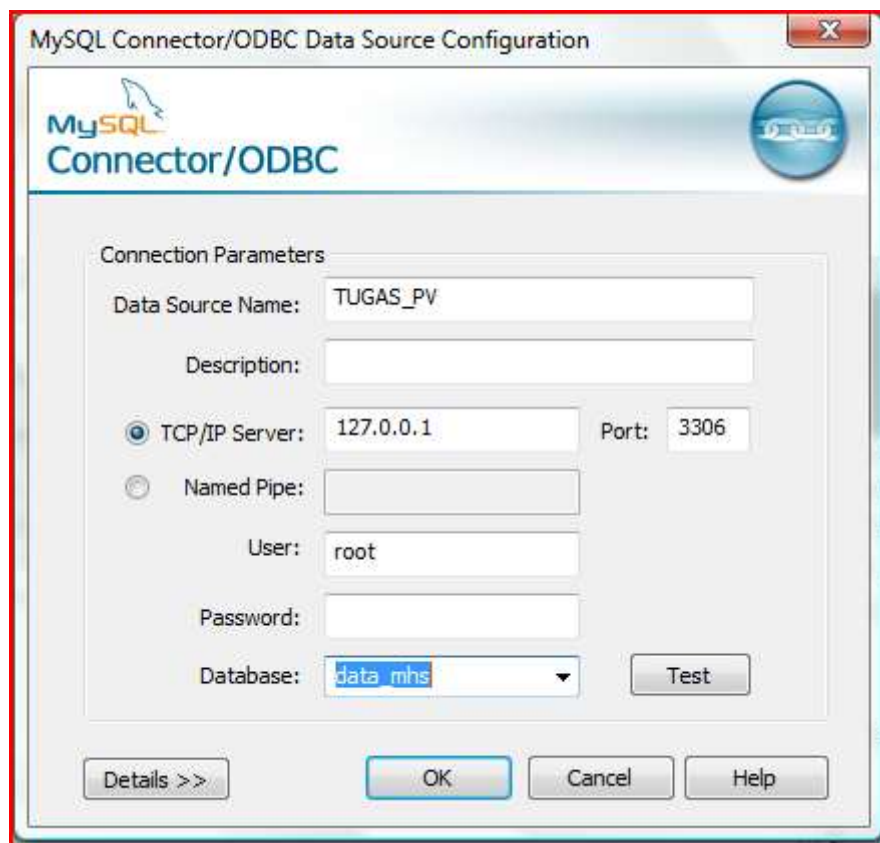 MySQL Connector/ODBC Data Source Configuration
MySQL
Connector/ODBC
Connection Parameters
Data Source Name: TUGAS_PV
Description:
TCP/IP Server: 127.0.0.1 Port: 3306
Named Pipe:
User: root
Password:
Database: data_mhs Test
Details >> OK Cancel Help